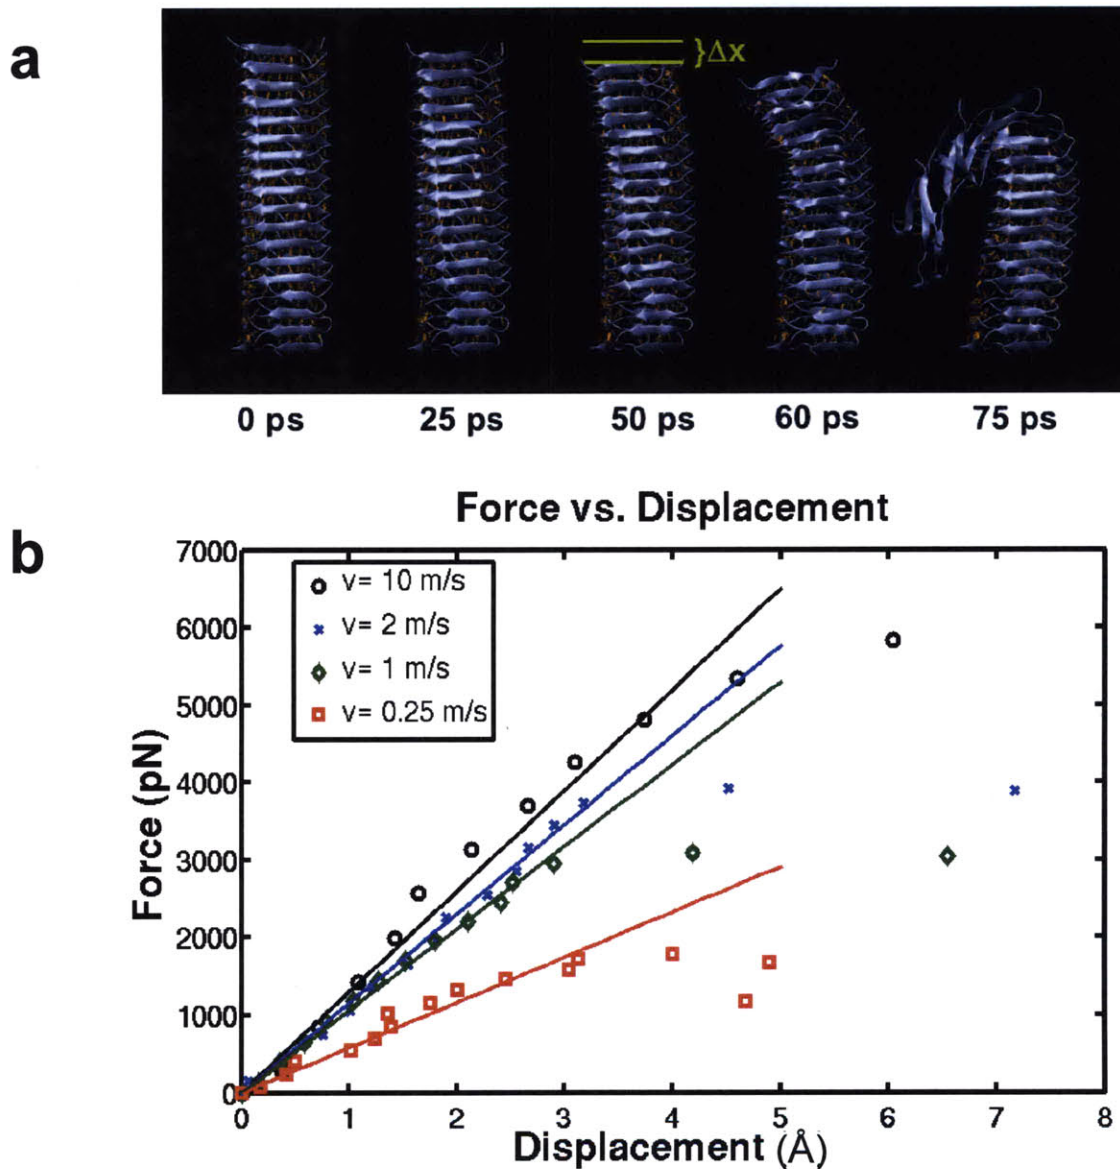 a
}Δx
0 ps
25 ps
50 ps
60 ps
75 ps
b
Force vs. Displacement
Force (pN)
7000
6000
5000
4000
3000
2000
1000
0
v= 10 m/s
v= 2 m/s
v= 1 m/s
v= 0.25 m/s
0
1
2
3
4
5
6
7
8
Displacement (Å)